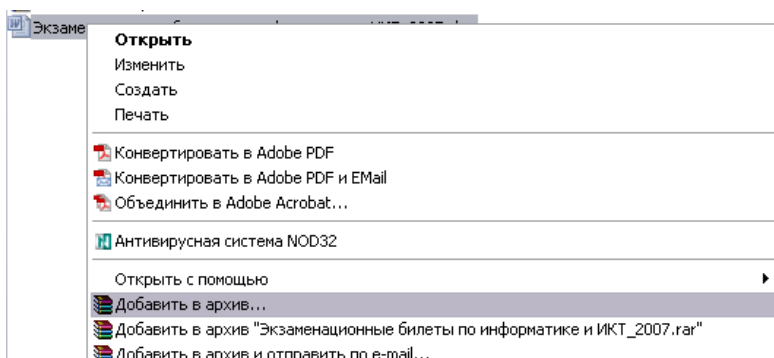 Экзаме
Открыть
Изменить
Создать
Печать
Конвертировать в Adobe PDF
Конвертировать в Adobe PDF и EMail
Объединить в Adobe Acrobat...
Антивирусная система NOD32
Открыть с помощью
Добавить в архив...
Добавить в архив "Экзаменационные билеты по информатике и ИКТ_2007.rar"
Добавить в архив и отправить по e-mail...